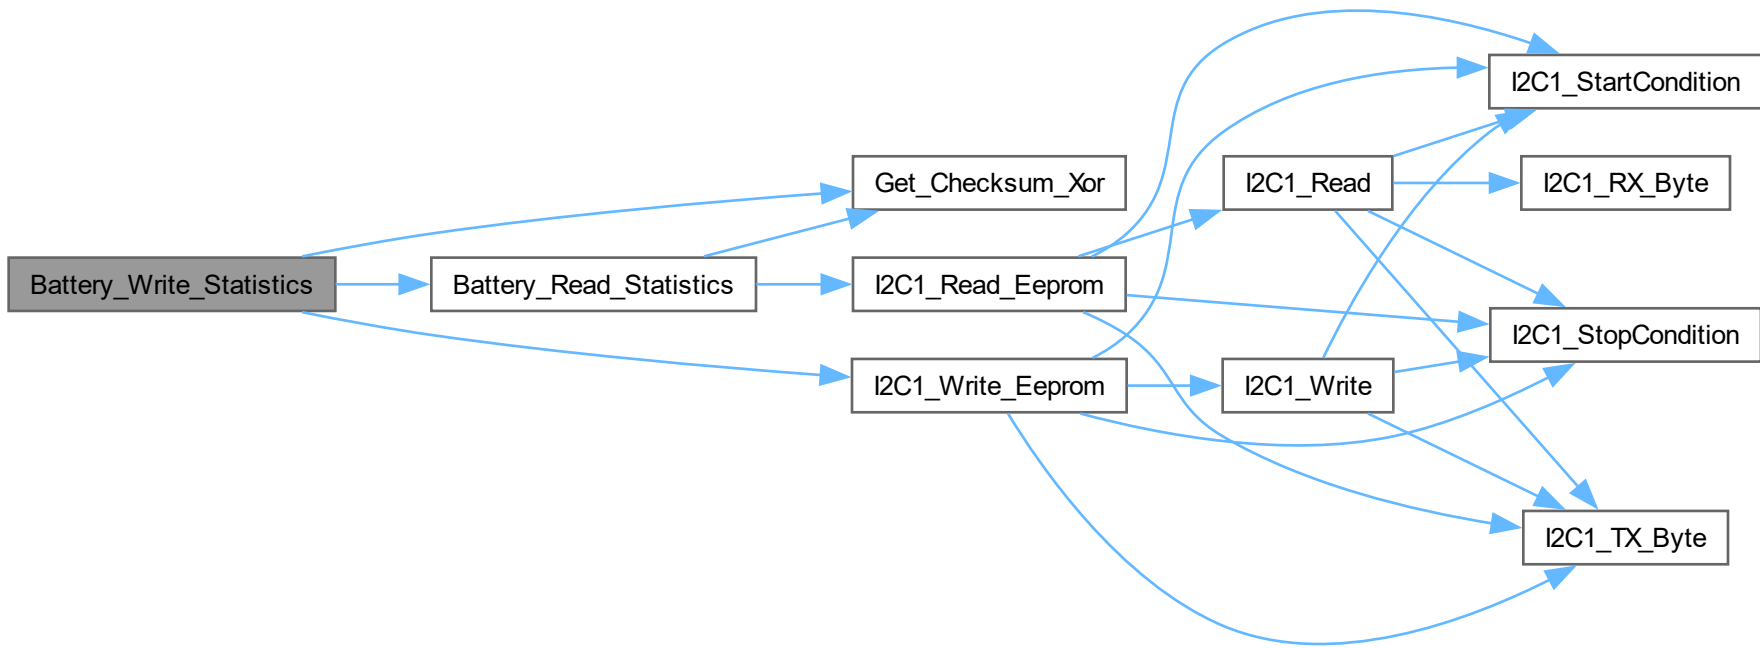 Battery_Write_Statistics
Get_Checksum_Xor
Battery_Read_Statistics
I2C1_Read_Eeprom
I2C1_Write_Eeprom
I2C1_Read
I2C1_Write
I2C1_StartCondition
I2C1_RX_Byte
I2C1_StopCondition
I2C1_TX_Byte